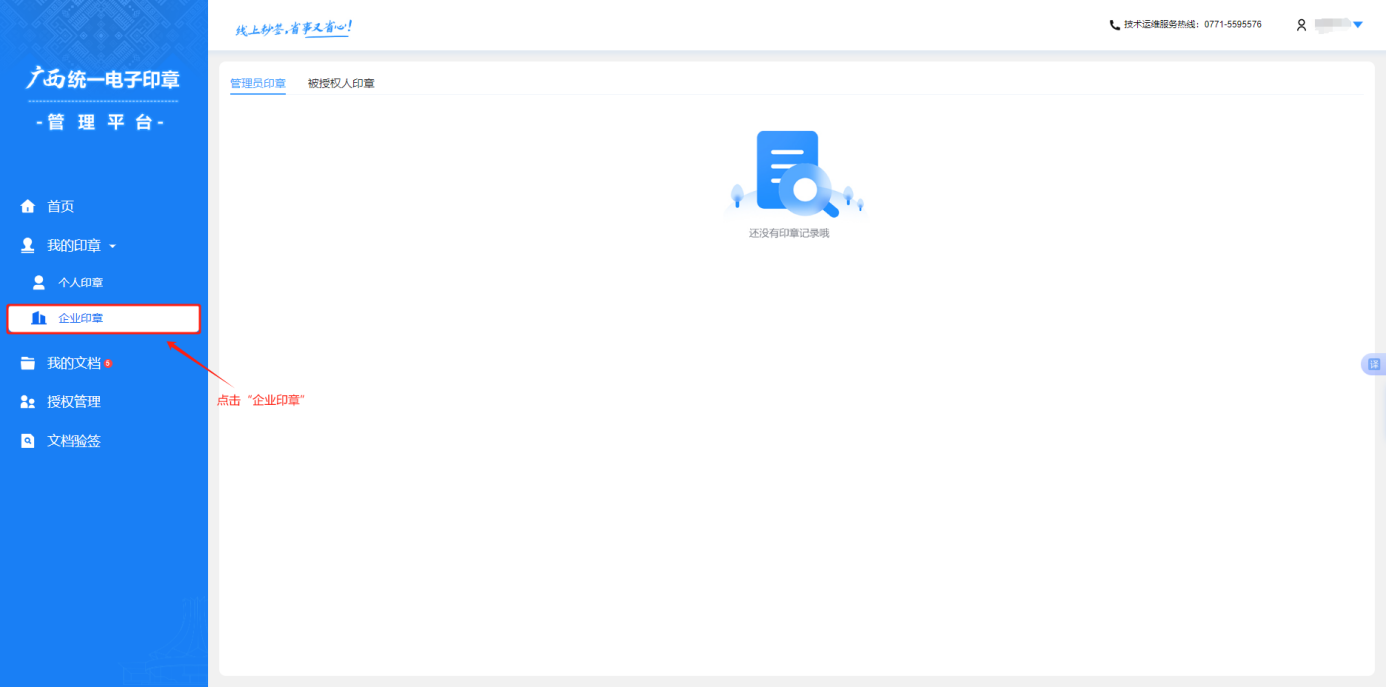 线上钞签,省事又省心!
技术运维服务热线：0771-5595576
广西统一电子印章
-管理平台-
首页
我的印章
个人印章
企业印章
我的文档 6
授权管理
文档验签
管理员印章 被授权人印章
还没有印章记录哦
点击“企业印章”
译